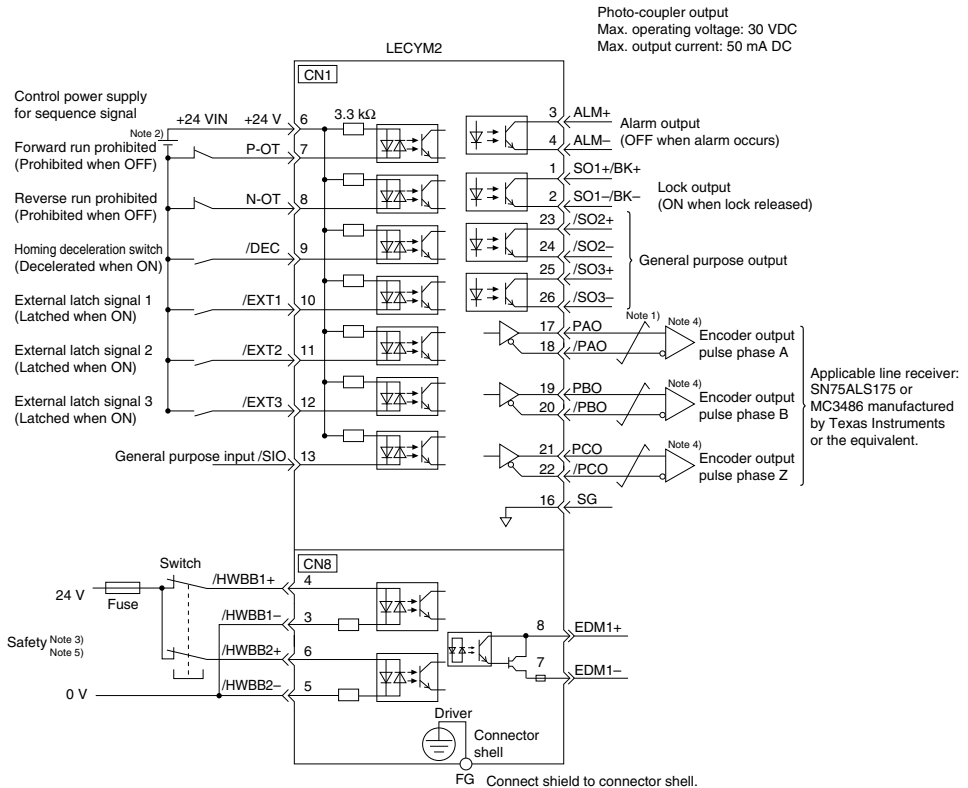 Photo-coupler output
Max. operating voltage: 30 VDC
Max. output current: 50 mA DC
LECYM2
CN1
Control power supply
for sequence signal
+24 VIN
+24 V
6
3.3 kΩ
Note 2)
Forward run prohibited
(Prohibited when OFF)
P-OT
7
Reverse run prohibited
(Prohibited when OFF)
N-OT
8
Homing deceleration switch
(Decelerated when ON)
/DEC
9
External latch signal 1
(Latched when ON)
/EXT1
10
External latch signal 2
(Latched when ON)
/EXT2
11
External latch signal 3
(Latched when ON)
/EXT3
12
General purpose input /SIO
13
3
ALM+
4
ALM–
Alarm output
(OFF when alarm occurs)
1
SO1+/BK+
2
SO1–/BK–
Lock output
(ON when lock released)
23
/SO2+
24
/SO2–
25
/SO3+
26
/SO3–
General purpose output
Note 1)
Note 4)
17
PAO
18
/PAO
Encoder output
pulse phase A
Note 4)
19
PBO
20
/PBO
Encoder output
pulse phase B
Note 4)
21
PCO
22
/PCO
Encoder output
pulse phase Z
Applicable line receiver:
SN75ALS175 or
MC3486 manufactured
by Texas Instruments
or the equivalent.
16
SG
CN8
Switch
24 V
Fuse
/HWBB1+
4
/HWBB1–
3
Safety Note 3)
Note 5)
/HWBB2+
6
/HWBB2–
5
0 V
8
EDM1+
7
EDM1–
Driver
Connector
shell
FG
Connect shield to connector shell.